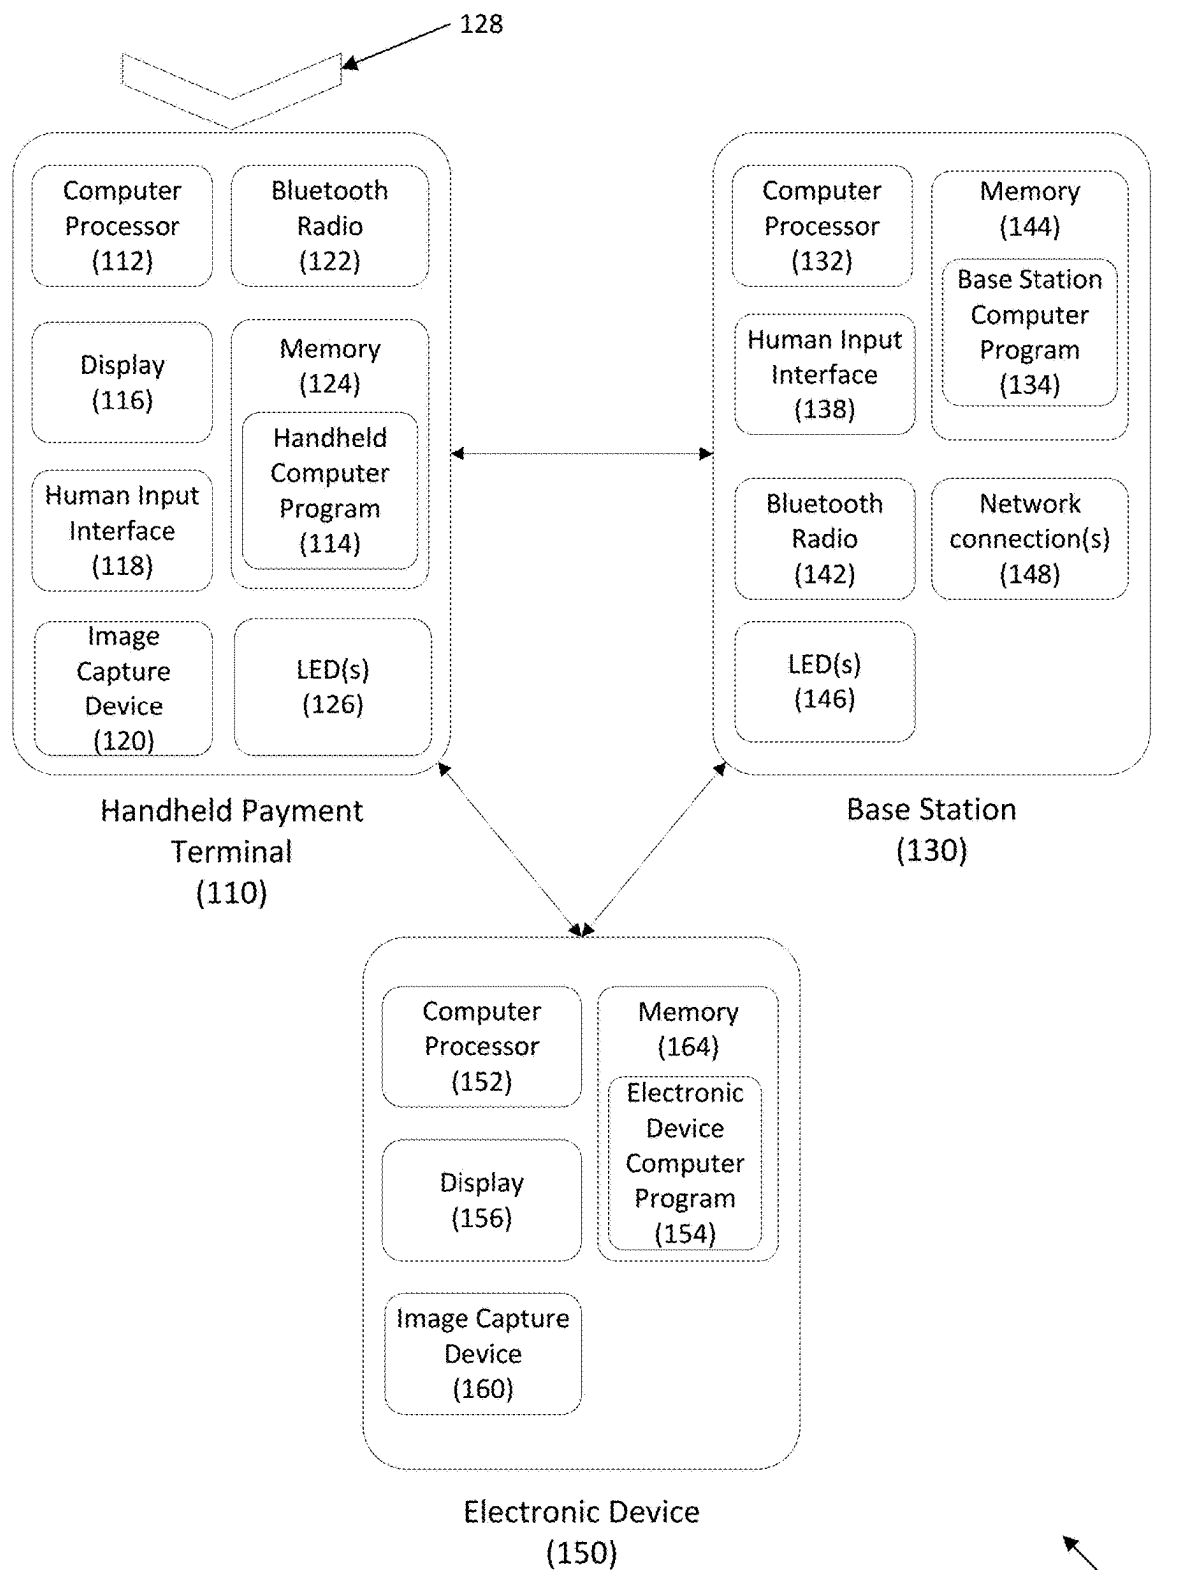 128
Computer
Processor
(112)
Bluetooth
Radio
(122)
Display
(116)
Memory
(124)
Handheld
Computer
Program
(114)
Human Input
Interface
(118)
Image
Capture
Device
(120)
LED(s)
(126)
Handheld Payment
Terminal
(110)
Computer
Processor
(132)
Memory
(144)
Base Station
Computer
Program
(134)
Human Input
Interface
(138)
Bluetooth
Radio
(142)
Network
connection(s)
(148)
LED(s)
(146)
Base Station
(130)
Computer
Processor
(152)
Memory
(164)
Electronic
Device
Computer
Program
(154)
Display
(156)
Image Capture
Device
(160)
Electronic Device
(150)